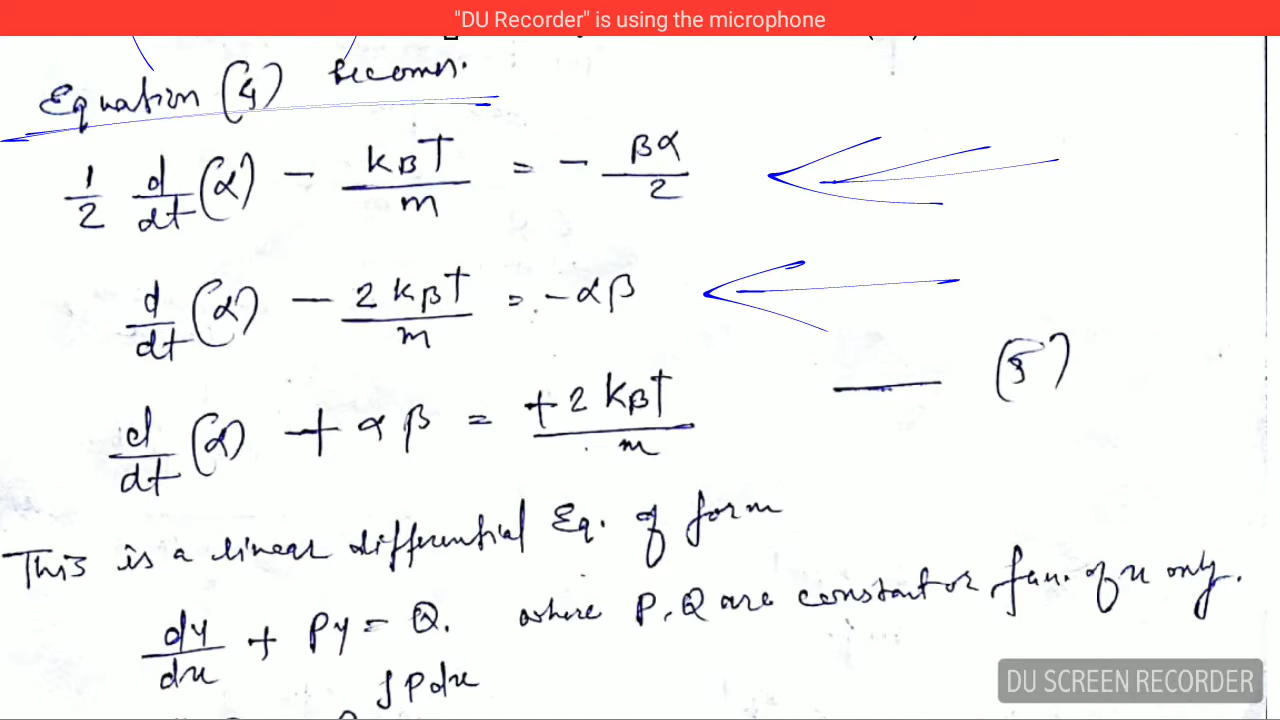 "DU Recorder" is using the microphone
Equation (4) becomes.
1/2 d/dt (α) - kBT/m = - βα/2
d/dt (α) - 2kBT/m = - αβ
d/dt (α) + αβ = +2kBT/m —— (5)
This is a linear differential Eq. of form
dy/dx + Py = Q. where P, Q are constant or fun. of x only.
∫Pdx
DU SCREEN RECORDER